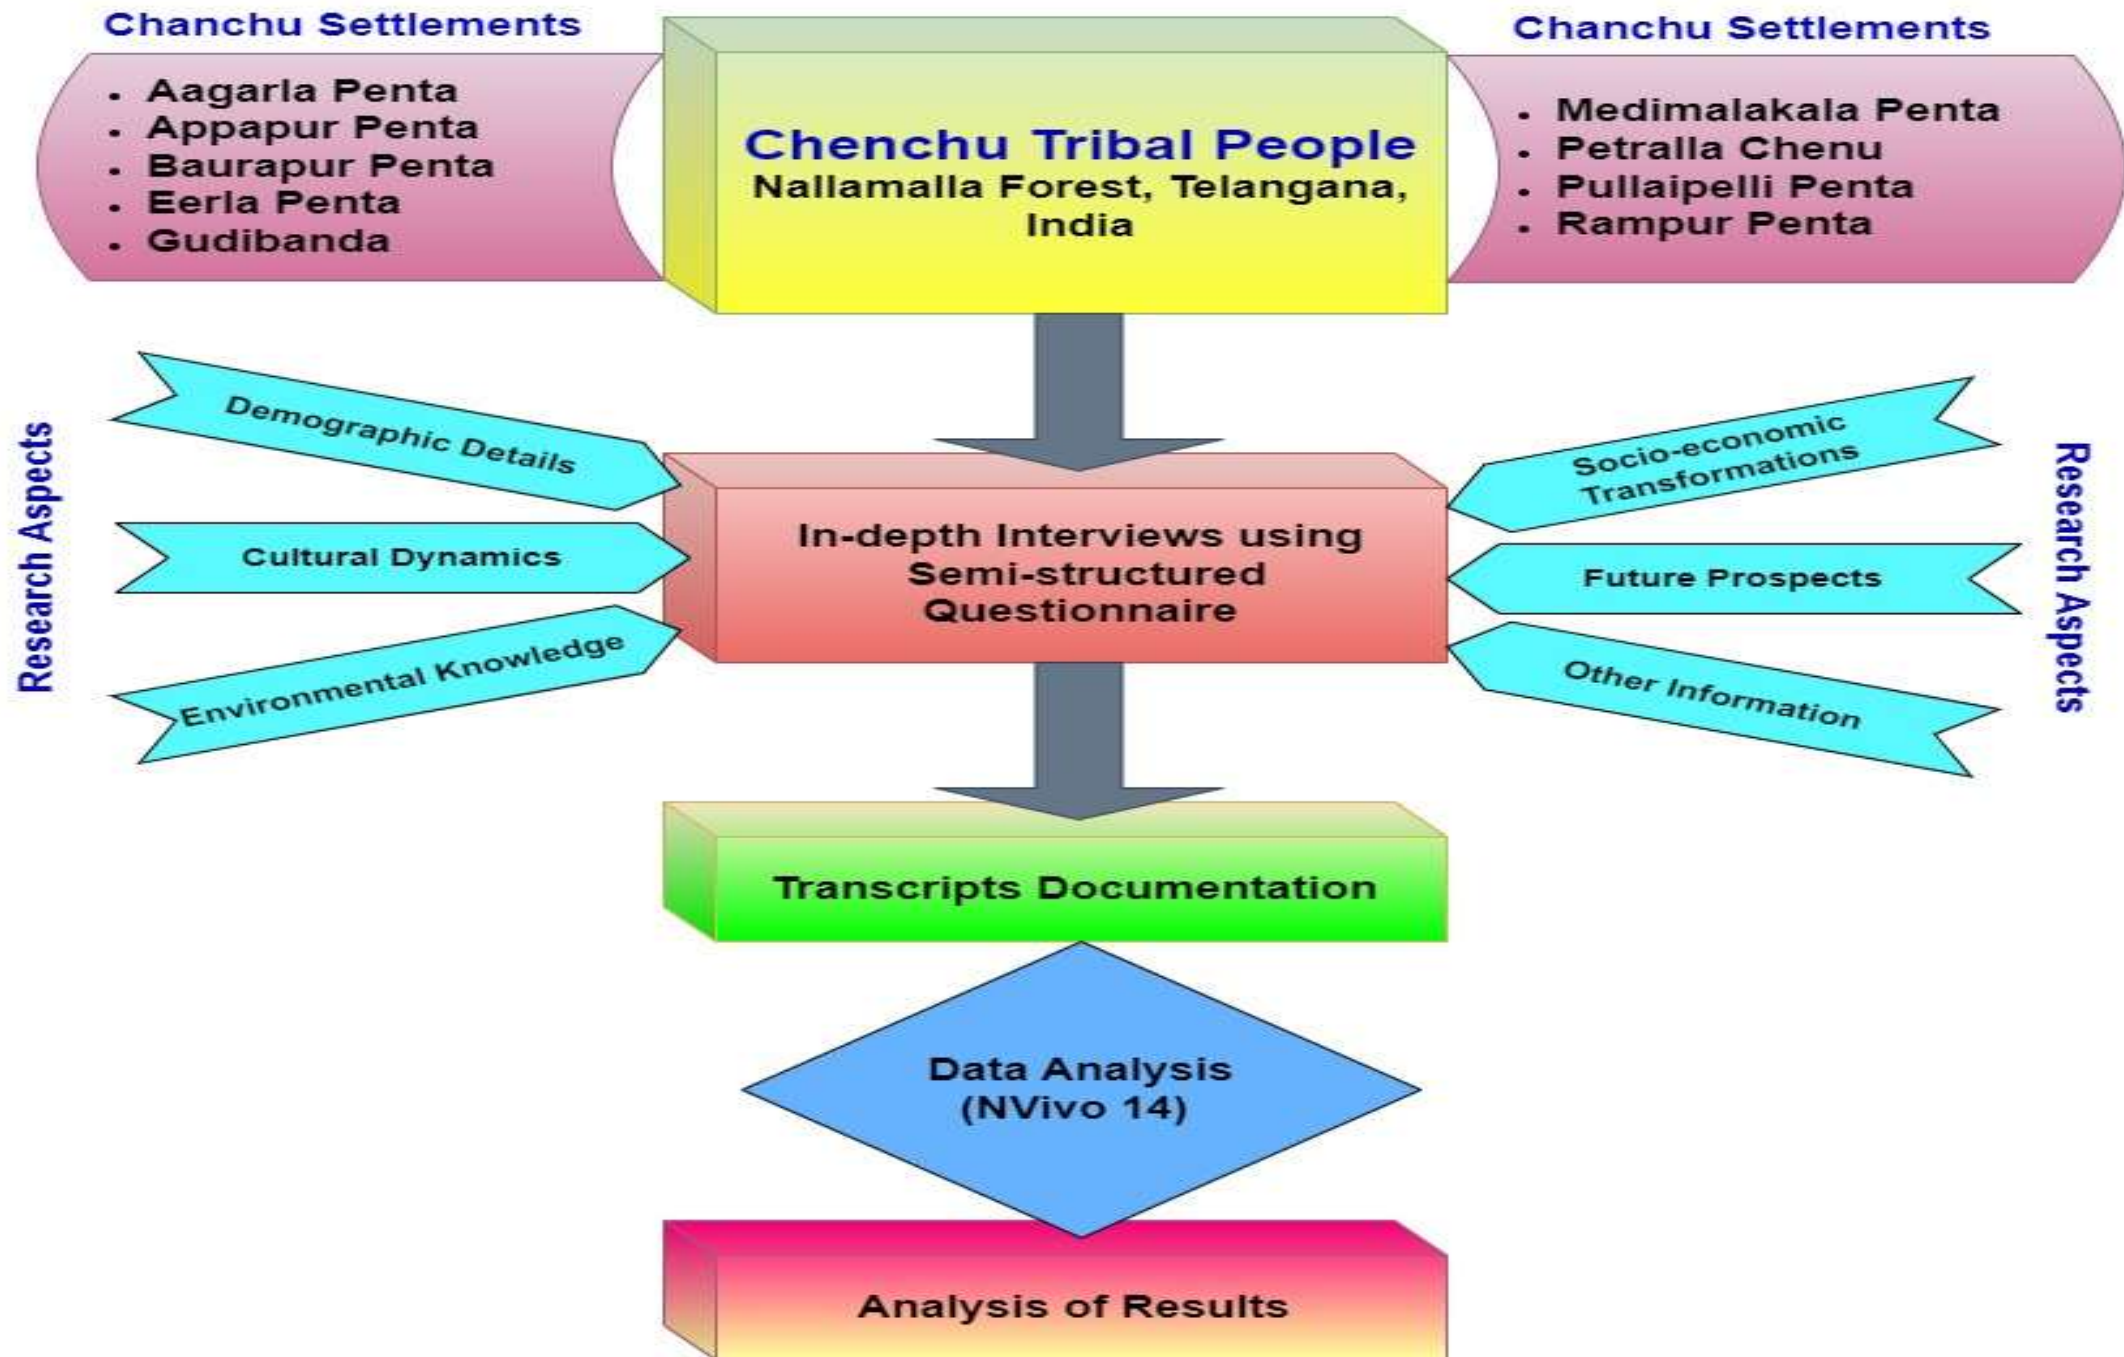 Chanchu Settlements
• Aagarla Penta
• Appapur Penta
• Baurapur Penta
• Eerla Penta
• Gudibanda
Chenchu Tribal People
Nallamalla Forest, Telangana,
India
Chanchu Settlements
• Medimalakala Penta
• Petralla Chenu
• Pullaipelli Penta
• Rampur Penta
Research Aspects
Demographic Details
Cultural Dynamics
Environmental Knowledge
In-depth Interviews using
Semi-structured
Questionnaire
Socio-economic
Transformations
Future Prospects
Other Information
Research Aspects
Transcripts Documentation
Data Analysis
(NVivo 14)
Analysis of Results